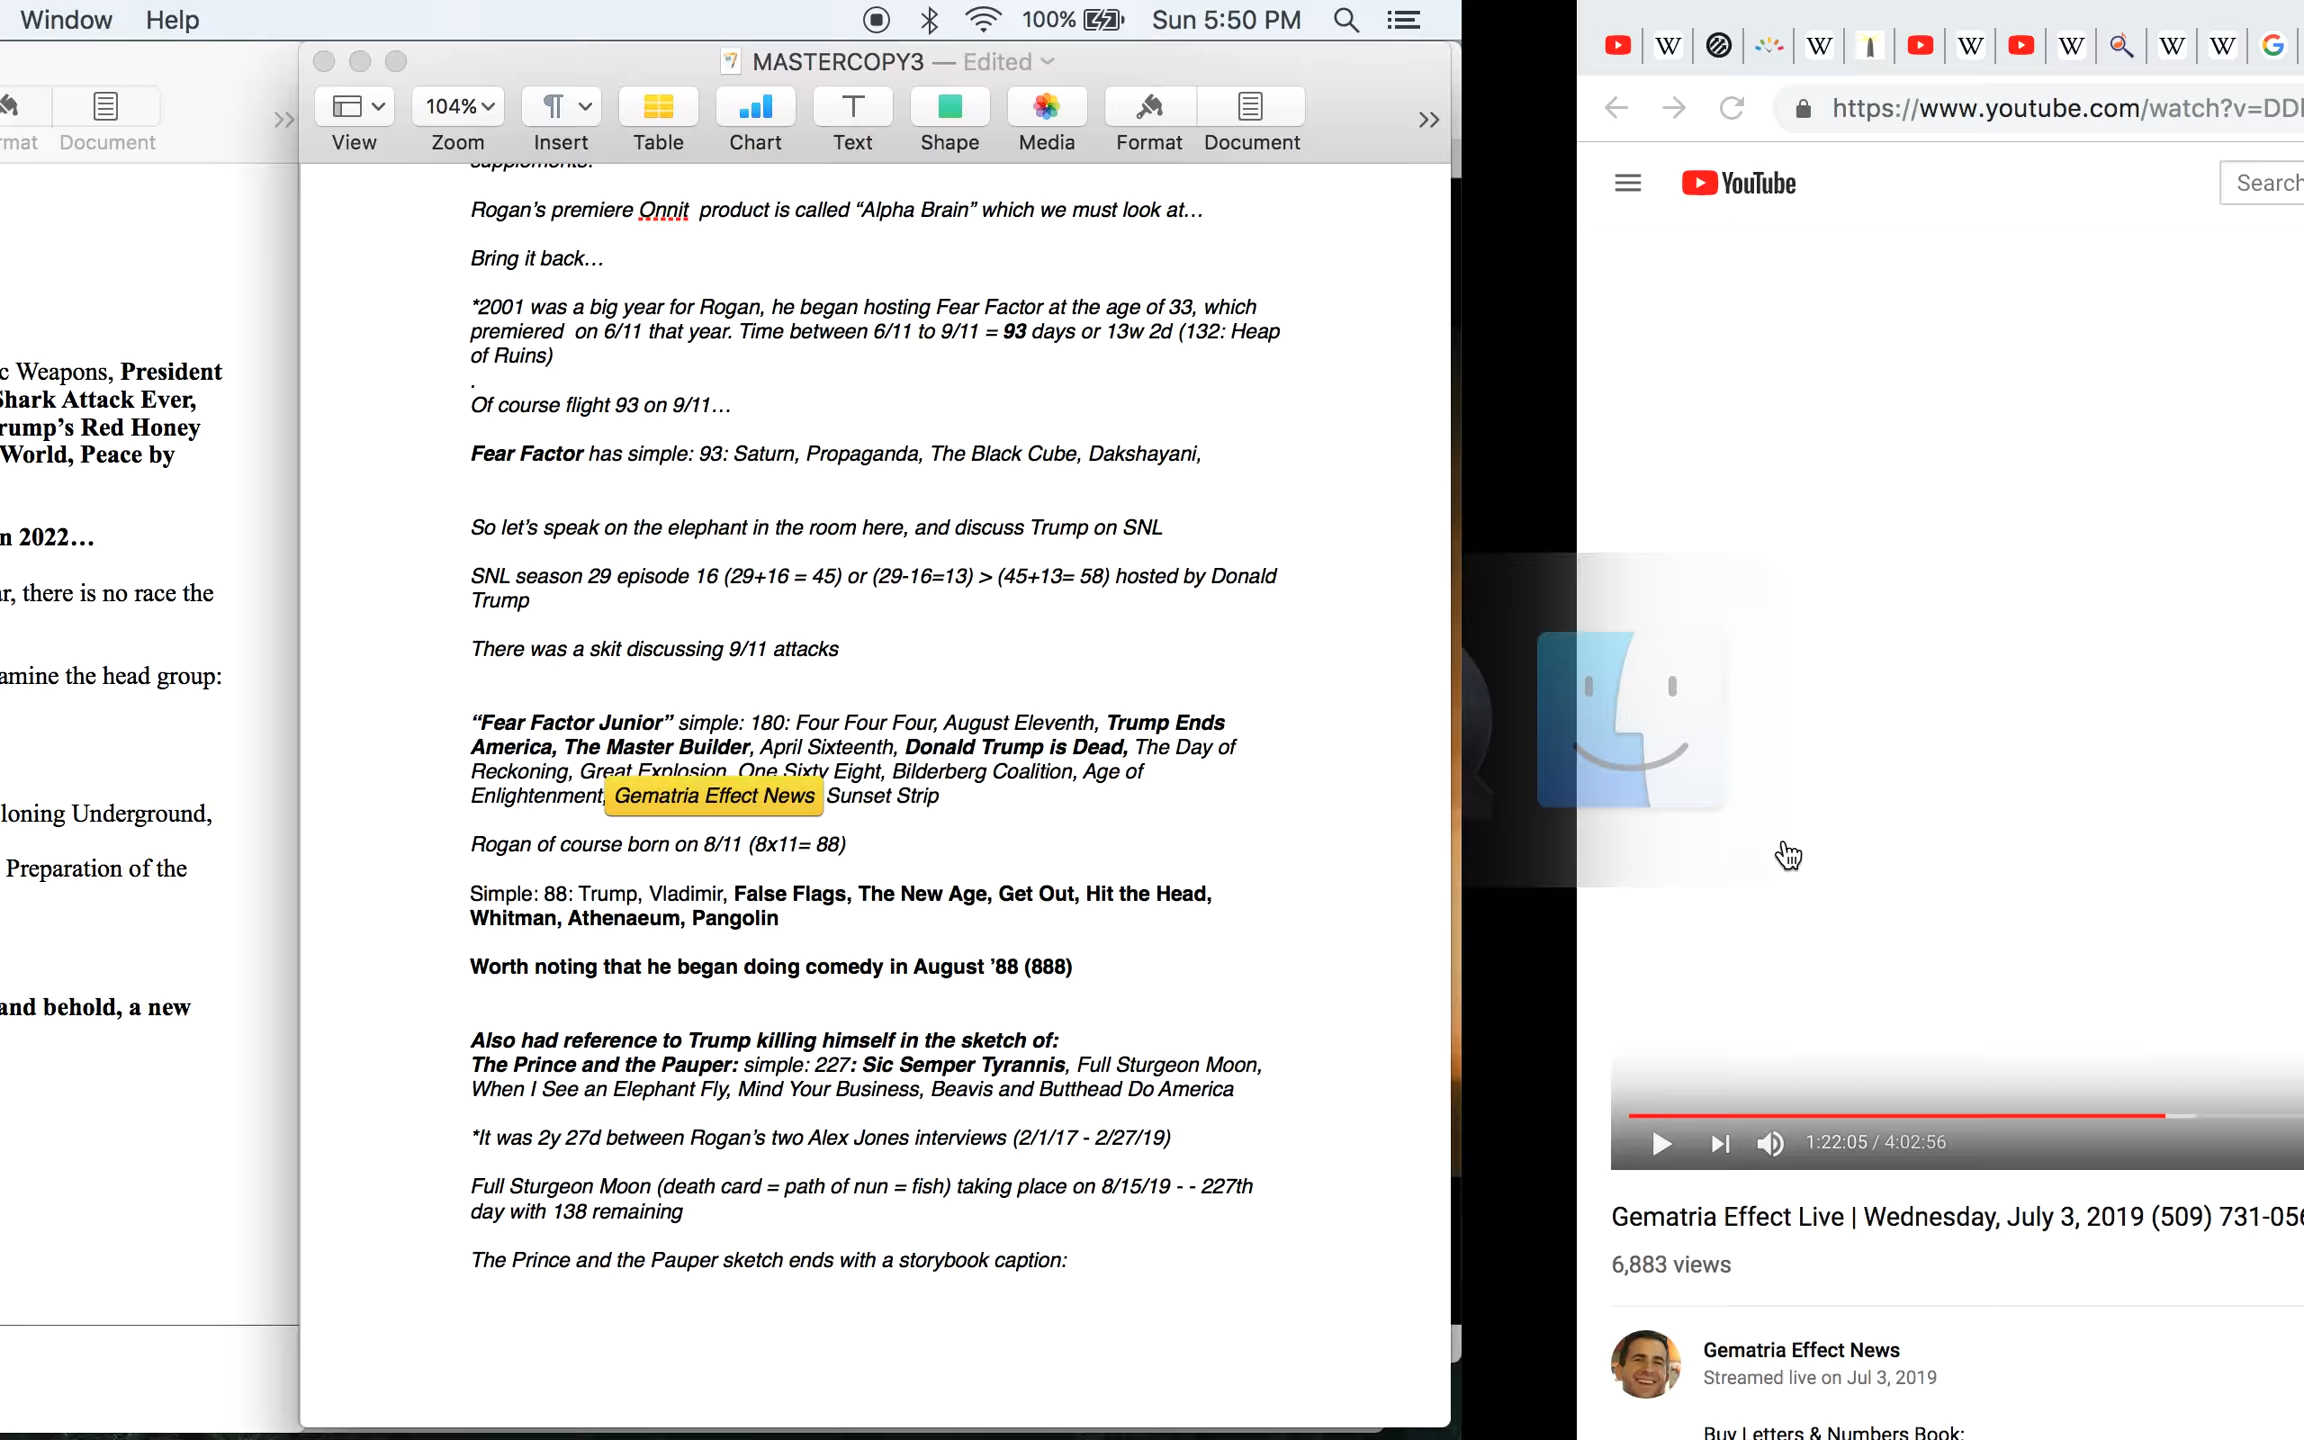 Window Help
100% Sun 5:50 PM
MASTERCOPY3 — Edited
104%
View Zoom Insert Table Chart Text Shape Media Format Document
rmat Document
c Weapons, President
Shark Attack Ever,
rump's Red Honey
World, Peace by
n 2022…
ar, there is no race the
amine the head group:
loning Underground,
Preparation of the
and behold, a new
supplements.
Rogan's premiere Onnit product is called “Alpha Brain” which we must look at…
Bring it back…
*2001 was a big year for Rogan, he began hosting Fear Factor at the age of 33, which
premiered on 6/11 that year. Time between 6/11 to 9/11 = 93 days or 13w 2d (132: Heap
of Ruins)
.
Of course flight 93 on 9/11…
Fear Factor has simple: 93: Saturn, Propaganda, The Black Cube, Dakshayani,
So let's speak on the elephant in the room here, and discuss Trump on SNL
SNL season 29 episode 16 (29+16 = 45) or (29-16=13) > (45+13= 58) hosted by Donald
Trump
There was a skit discussing 9/11 attacks
“Fear Factor Junior” simple: 180: Four Four Four, August Eleventh, Trump Ends
America, The Master Builder, April Sixteenth, Donald Trump is Dead, The Day of
Reckoning, Great Explosion, One Sixty Eight, Bilderberg Coalition, Age of
Enlightenment, Gematria Effect News Sunset Strip
Rogan of course born on 8/11 (8x11= 88)
Simple: 88: Trump, Vladimir, False Flags, The New Age, Get Out, Hit the Head,
Whitman, Athenaeum, Pangolin
Worth noting that he began doing comedy in August '88 (888)
Also had reference to Trump killing himself in the sketch of:
The Prince and the Pauper: simple: 227: Sic Semper Tyrannis, Full Sturgeon Moon,
When I See an Elephant Fly, Mind Your Business, Beavis and Butthead Do America
*It was 2y 27d between Rogan's two Alex Jones interviews (2/1/17 - 2/27/19)
Full Sturgeon Moon (death card = path of nun = fish) taking place on 8/15/19 - - 227th
day with 138 remaining
The Prince and the Pauper sketch ends with a storybook caption:
https://www.youtube.com/watch?v=DD
YouTube
Search
1:22:05 / 4:02:56
Gematria Effect Live | Wednesday, July 3, 2019 (509) 731-056
6,883 views
Gematria Effect News
Streamed live on Jul 3, 2019
Buy Letters & Numbers Book: